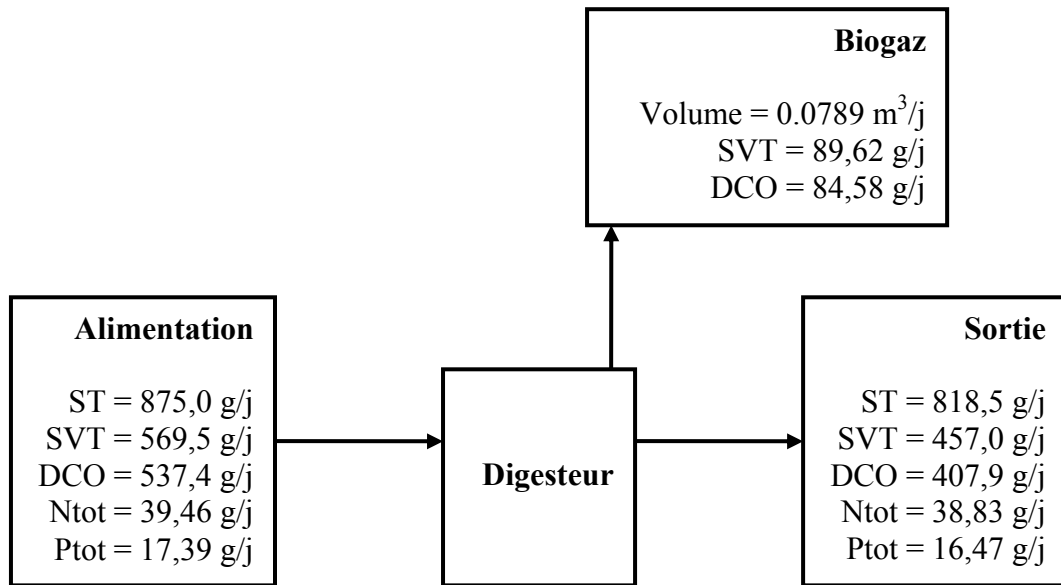 Biogaz
Volume = 0.0789 m³/j
SVT = 89,62 g/j
DCO = 84,58 g/j
Alimentation
ST = 875,0 g/j
SVT = 569,5 g/j
DCO = 537,4 g/j
Ntot = 39,46 g/j
Ptot = 17,39 g/j
Digesteur
Sortie
ST = 818,5 g/j
SVT = 457,0 g/j
DCO = 407,9 g/j
Ntot = 38,83 g/j
Ptot = 16,47 g/j